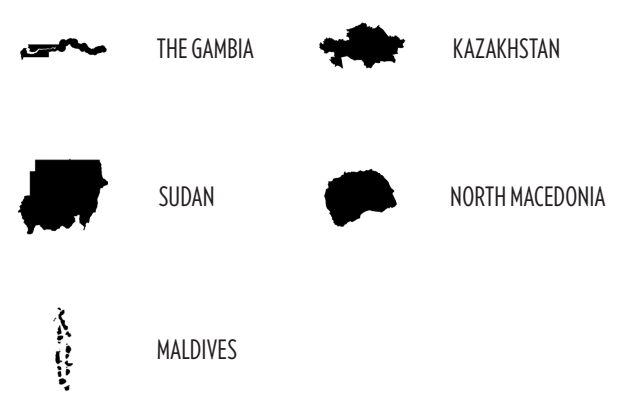 THE GAMBIA
KAZAKHSTAN
SUDAN
NORTH MACEDONIA
MALDIVES